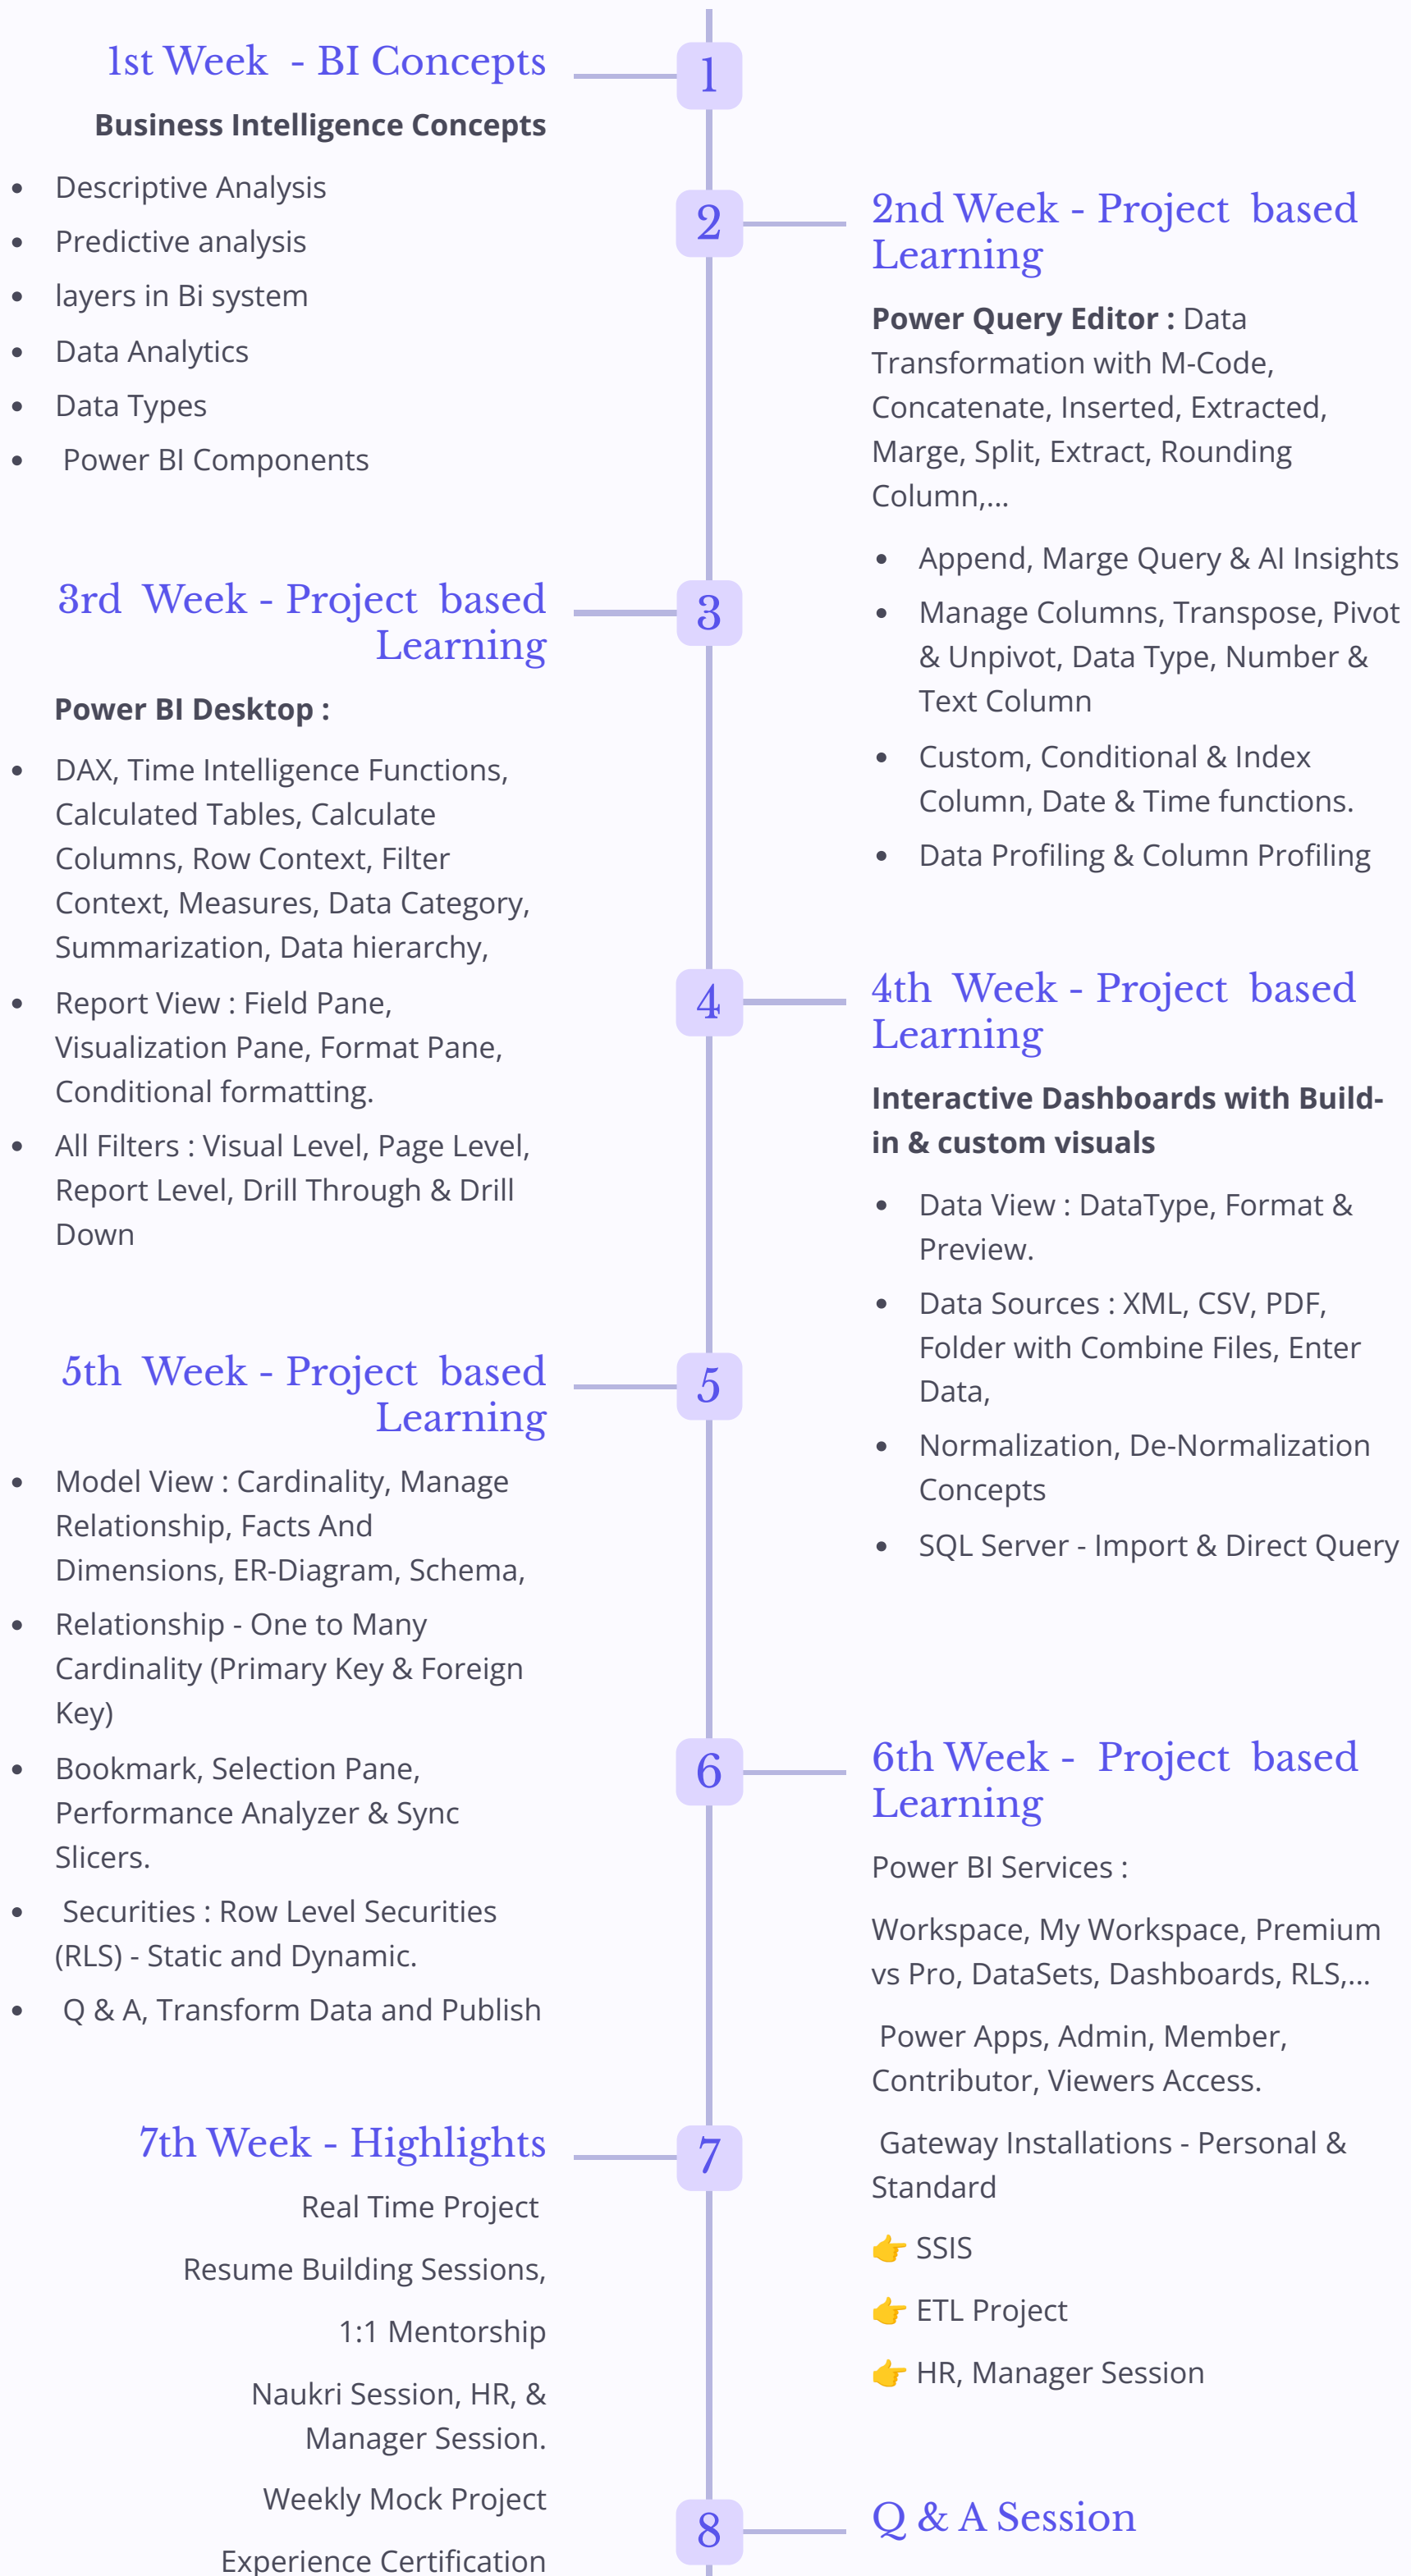 1st Week - BI Concepts
1
Business Intelligence Concepts
• Descriptive Analysis
• Predictive analysis
• layers in Bi system
• Data Analytics
• Data Types
• Power BI Components
2
2nd Week - Project based
Learning
Power Query Editor : Data
Transformation with M-Code,
Concatenate, Inserted, Extracted,
Marge, Split, Extract, Rounding
Column,...
• Append, Marge Query & AI Insights
• Manage Columns, Transpose, Pivot
& Unpivot, Data Type, Number &
Text Column
• Custom, Conditional & Index
Column, Date & Time functions.
• Data Profiling & Column Profiling
3rd Week - Project based
Learning
3
Power BI Desktop :
• DAX, Time Intelligence Functions,
Calculated Tables, Calculate
Columns, Row Context, Filter
Context, Measures, Data Category,
Summarization, Data hierarchy,
• Report View : Field Pane,
Visualization Pane, Format Pane,
Conditional formatting.
• All Filters : Visual Level, Page Level,
Report Level, Drill Through & Drill
Down
4
4th Week - Project based
Learning
Interactive Dashboards with Build-
in & custom visuals
• Data View : DataType, Format &
Preview.
• Data Sources : XML, CSV, PDF,
Folder with Combine Files, Enter
Data,
• Normalization, De-Normalization
Concepts
• SQL Server - Import & Direct Query
5th Week - Project based
Learning
5
• Model View : Cardinality, Manage
Relationship, Facts And
Dimensions, ER-Diagram, Schema,
• Relationship - One to Many
Cardinality (Primary Key & Foreign
Key)
• Bookmark, Selection Pane,
Performance Analyzer & Sync
Slicers.
• Securities : Row Level Securities
(RLS) - Static and Dynamic.
• Q & A, Transform Data and Publish
6
6th Week - Project based
Learning
Power BI Services :
Workspace, My Workspace, Premium
vs Pro, DataSets, Dashboards, RLS,...
Power Apps, Admin, Member,
Contributor, Viewers Access.
Gateway Installations - Personal &
Standard
👉 SSIS
👉 ETL Project
👉 HR, Manager Session
7th Week - Highlights
7
Real Time Project
Resume Building Sessions,
1:1 Mentorship
Naukri Session, HR, &
Manager Session.
Weekly Mock Project
Experience Certification
8
Q & A Session